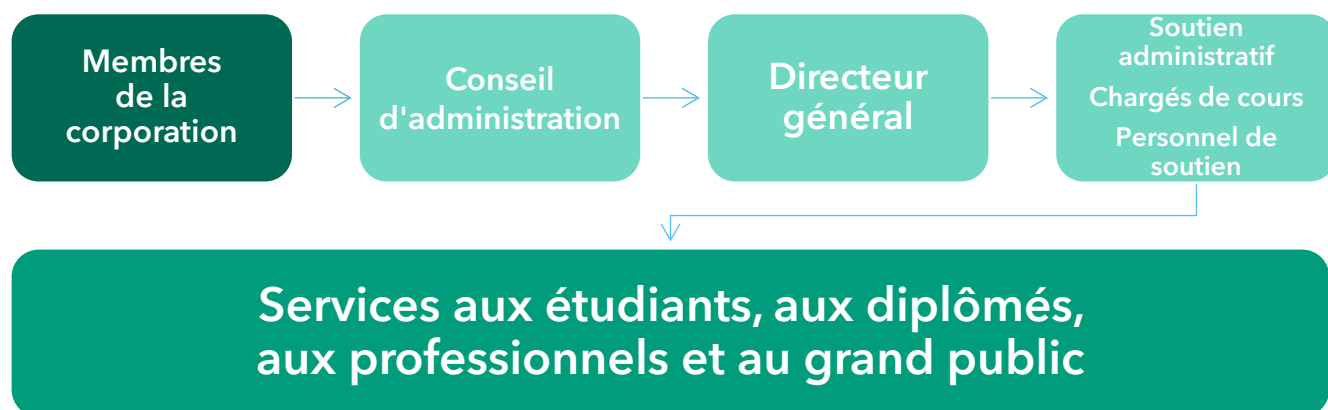 Membres
de la
corporation
Conseil
d'administration
Directeur
général
Soutien
administratif
Chargés de cours
Personnel de
soutien
Services aux étudiants, aux diplômés,
aux professionnels et au grand public